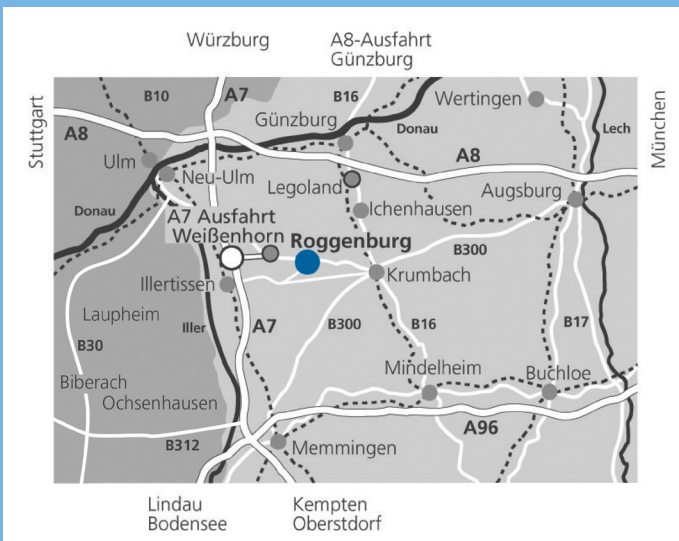 Würzburg
A8-Ausfahrt
Günzburg
Stuttgart
München
B10
A7
B16
Wertingen
Günzburg
Donau
Lech
A8
A8
Ulm
Neu-Ulm
Legoland
Augsburg
Ichenhausen
Donau
A7 Ausfahrt
Weißenhorn
Roggenburg
B300
Krumbach
Illertissen
Laupheim
Iller
A7
B300
B16
B17
B30
Mindelheim
Buchloe
Biberach
Ochsenhausen
A96
B312
Memmingen
Lindau
Bodensee
Kempten
Oberstdorf